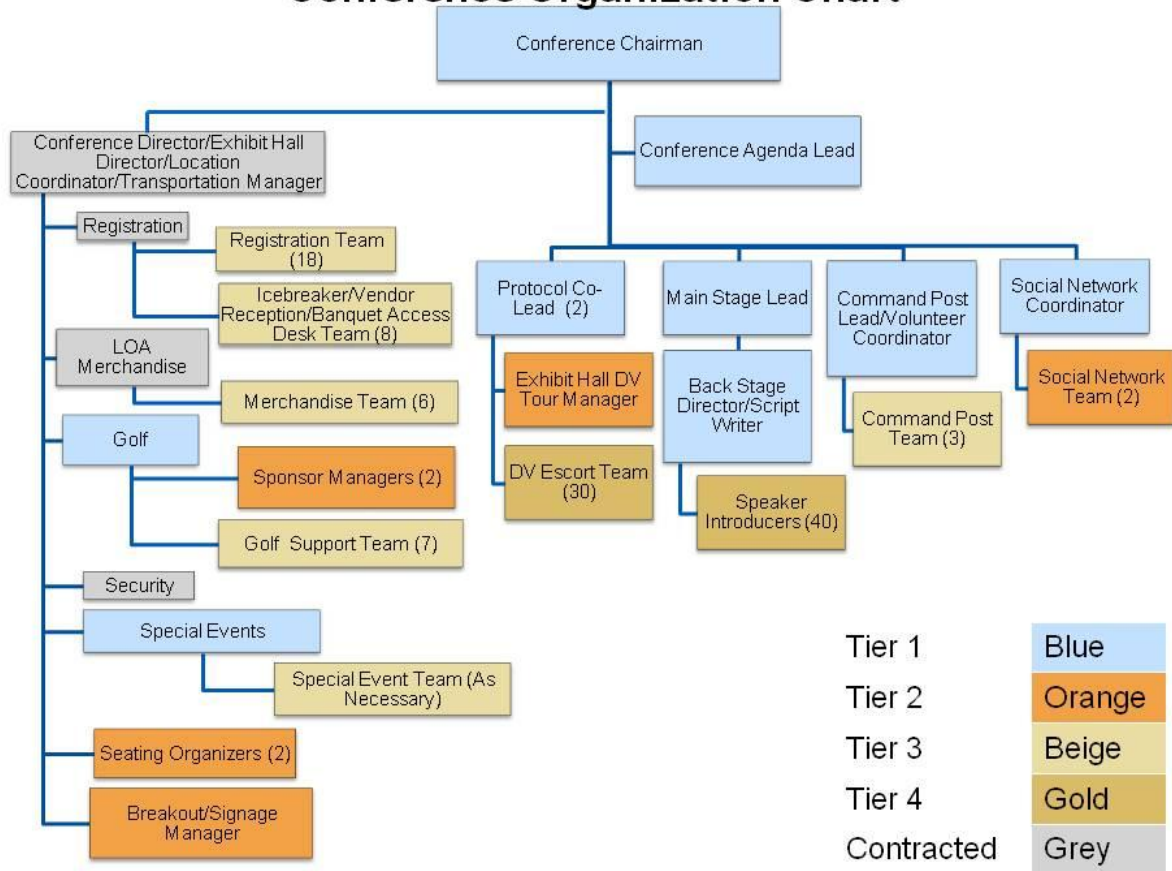 Conference Organization Chart
Conference Chairman
Conference Director/Exhibit Hall
Director/Location
Coordinator/Transportation Manager
Conference Agenda Lead
Registration
Registration Team
(18)
Icebreaker/Vendor
Reception/Banquet Access
Desk Team (8)
LOA
Merchandise
Merchandise Team (6)
Golf
Sponsor Managers (2)
Golf Support Team (7)
Security
Special Events
Special Event Team (As
Necessary)
Seating Organizers (2)
Breakout/Signage
Manager
Protocol Co-
Lead (2)
Exhibit Hall DV
Tour Manager
DV Escort Team
(30)
Main Stage Lead
Back Stage
Director/Script
Writer
Speaker
Introducers (40)
Command Post
Lead/Volunteer
Coordinator
Command Post
Team (3)
Social Network
Coordinator
Social Network
Team (2)
Tier 1 Blue
Tier 2 Orange
Tier 3 Beige
Tier 4 Gold
Contracted Grey